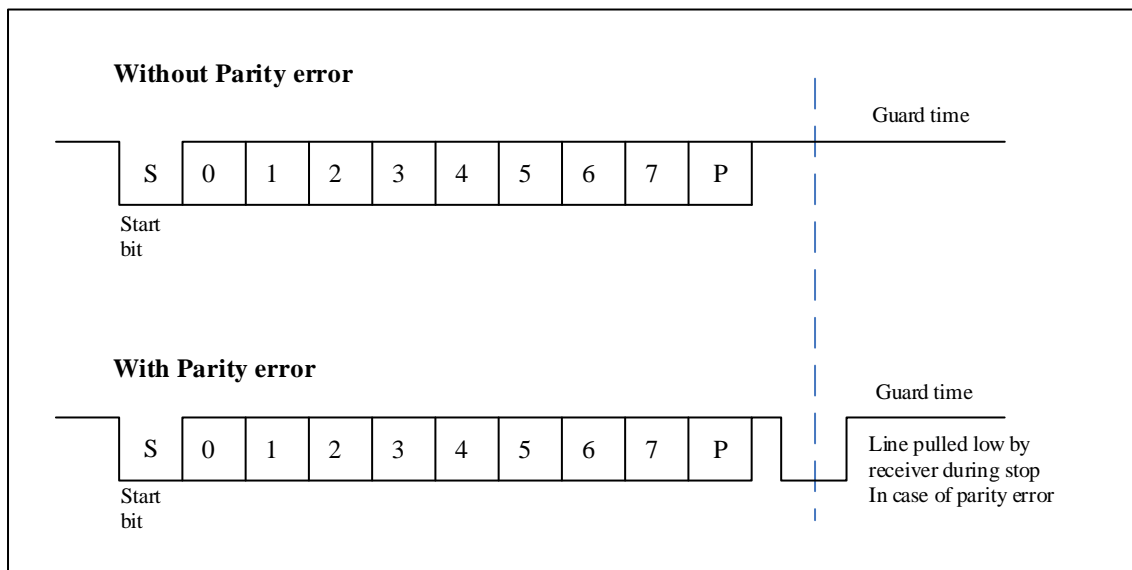 Without Parity error
Guard time
S 0 1 2 3 4 5 6 7 P
Start
bit
With Parity error
Guard time
S 0 1 2 3 4 5 6 7 P
Line pulled low by
receiver during stop
In case of parity error
Start
bit